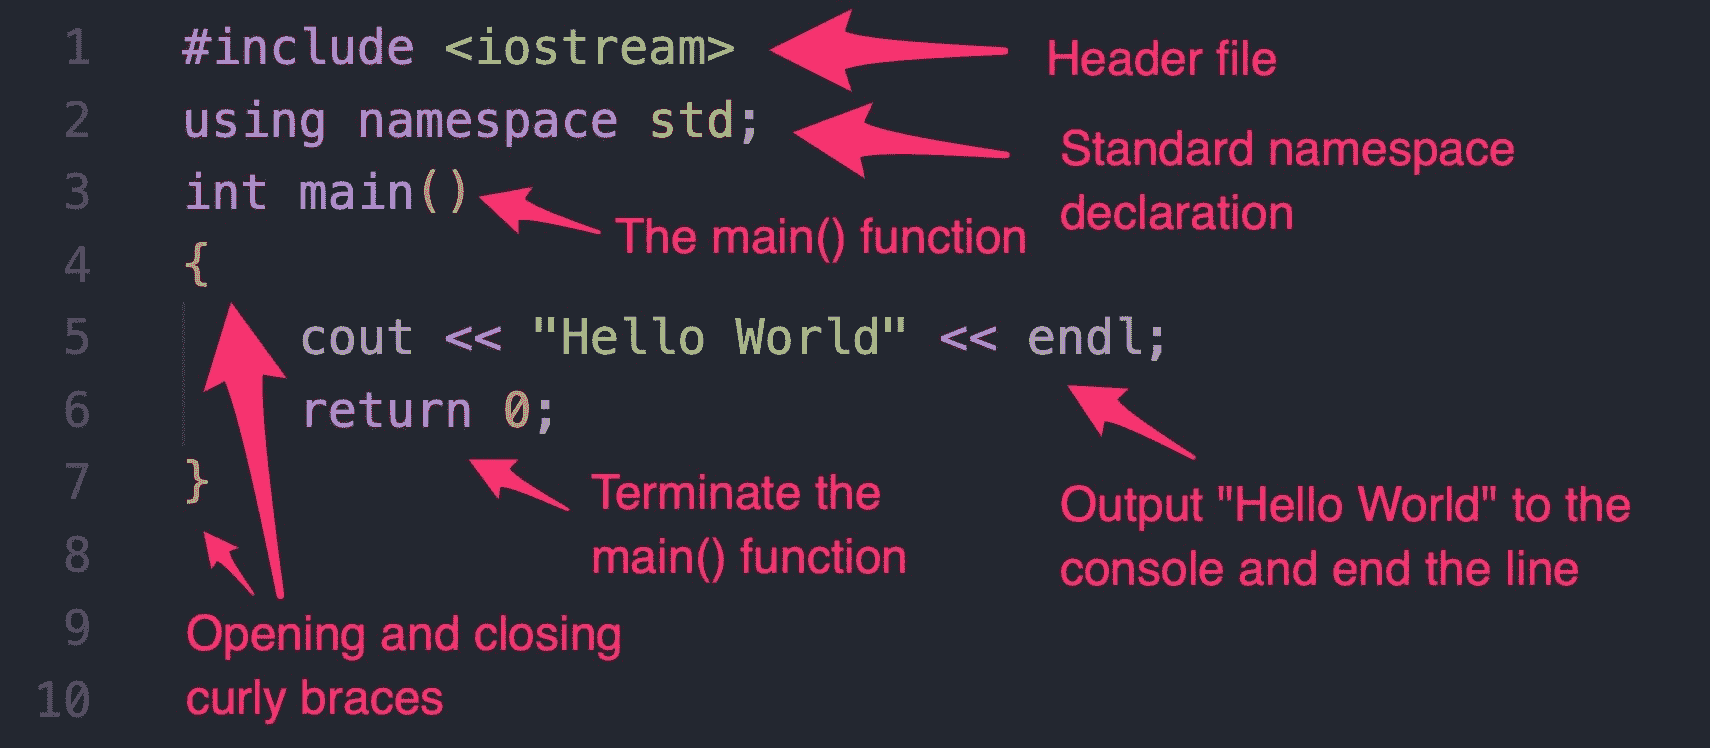 1 #include <iostream> Header file
2 using namespace std; Standard namespace
declaration
3 int main() The main() function
4 {
5 cout << "Hello World" << endl;
6 return 0;
7 } Terminate the
main() function
Output "Hello World" to the
console and end the line
8
9 Opening and closing
10 curly braces